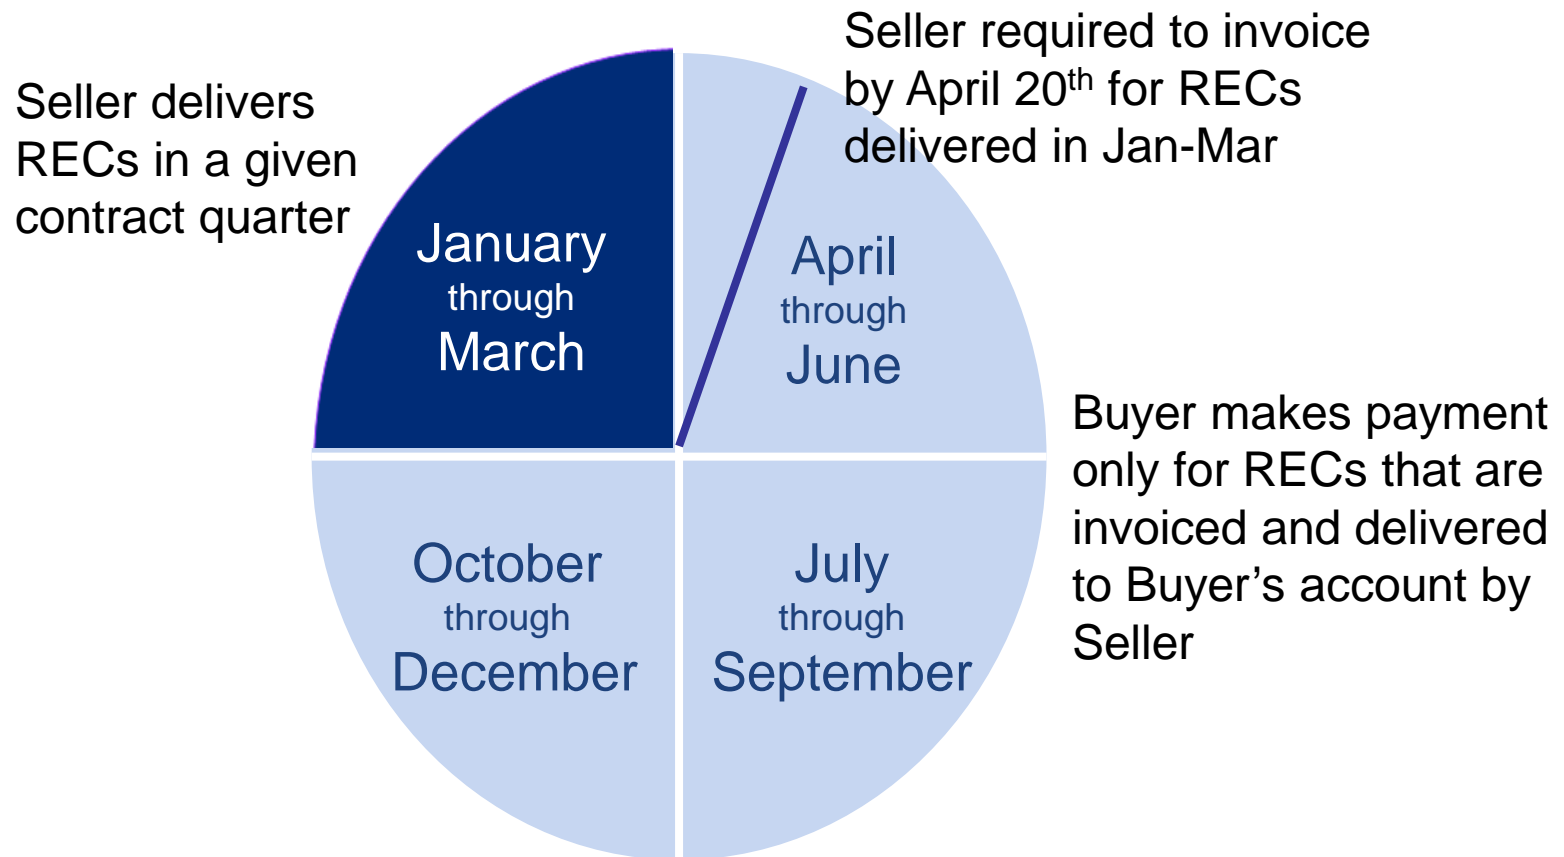 Seller delivers
RECs in a given
contract quarter
Seller required to invoice
by April 20th for RECs
delivered in Jan-Mar
January
through
March
April
through
June
Buyer makes payment
only for RECs that are
invoiced and delivered
to Buyer’s account by
Seller
October
through
December
July
through
September